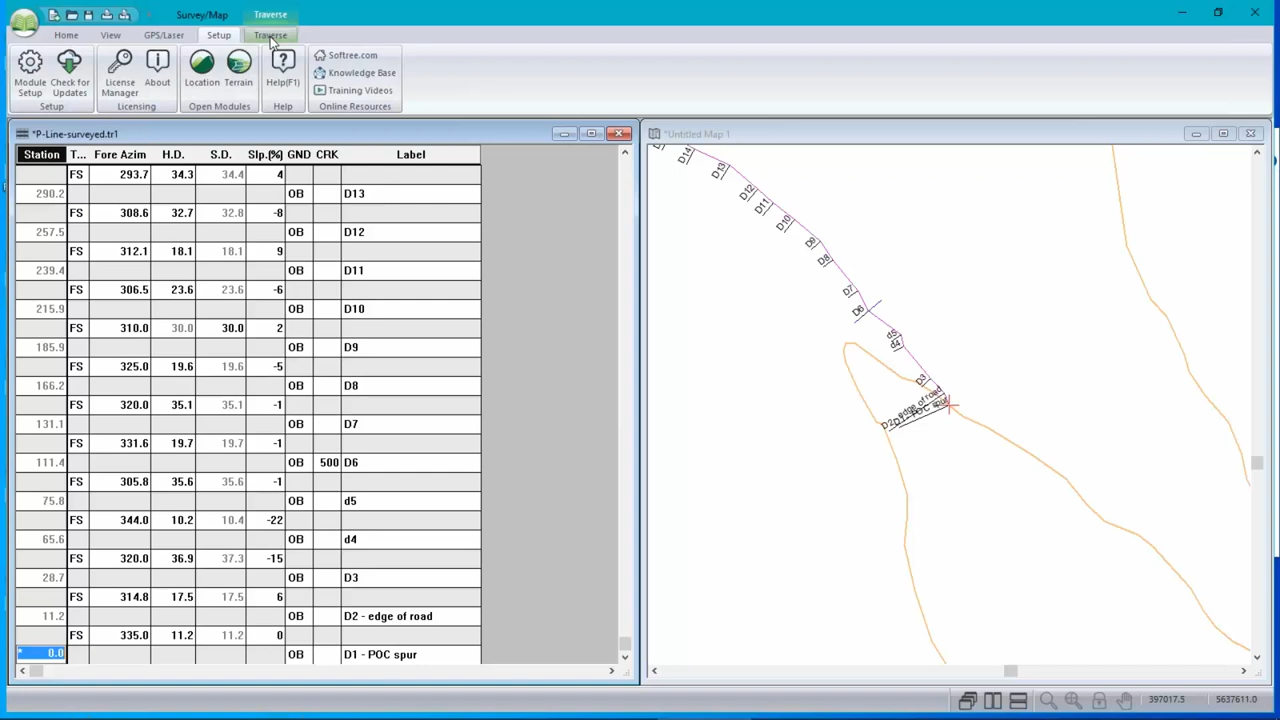 Survey/Map Traverse
Home View GPS/Laser Setup Traverse
Module Setup Check for Updates License Manager About Location Terrain Help(F1) Softree.com
Knowledge Base
Training Videos
Setup Licensing Open Modules Help Online Resources
*P-Line-surveyed.tr1
Station T... Fore Azim H.D. S.D. Slp.(%) GND CRK Label
FS 293.7 34.3 34.4 4
290.2 OB D13
FS 308.6 32.7 32.8 -8
257.5 OB D12
FS 312.1 18.1 18.1 9
239.4 OB D11
FS 306.5 23.6 23.6 -6
215.9 OB D10
FS 310.0 30.0 30.0 2
185.9 OB D9
FS 325.0 19.6 19.6 -5
166.2 OB D8
FS 320.0 35.1 35.1 -1
131.1 OB D7
FS 331.6 19.7 19.7 -1
111.4 OB 500 D6
FS 305.8 35.6 35.6 -1
75.8 OB d5
FS 344.0 10.2 10.4 -22
65.6 OB d4
FS 320.0 36.9 37.3 -15
28.7 OB D3
FS 314.8 17.5 17.5 6
11.2 OB D2 - edge of road
FS 335.0 11.2 11.2 0
* 0.0 OB D1 - POC spur
*Untitled Map 1
D14
D13
D12
D11
D10
D9
D8
D7
D6
d5
d4
D3
D2 - edge of road
D1 - POC spur
397017.5 5637611.0